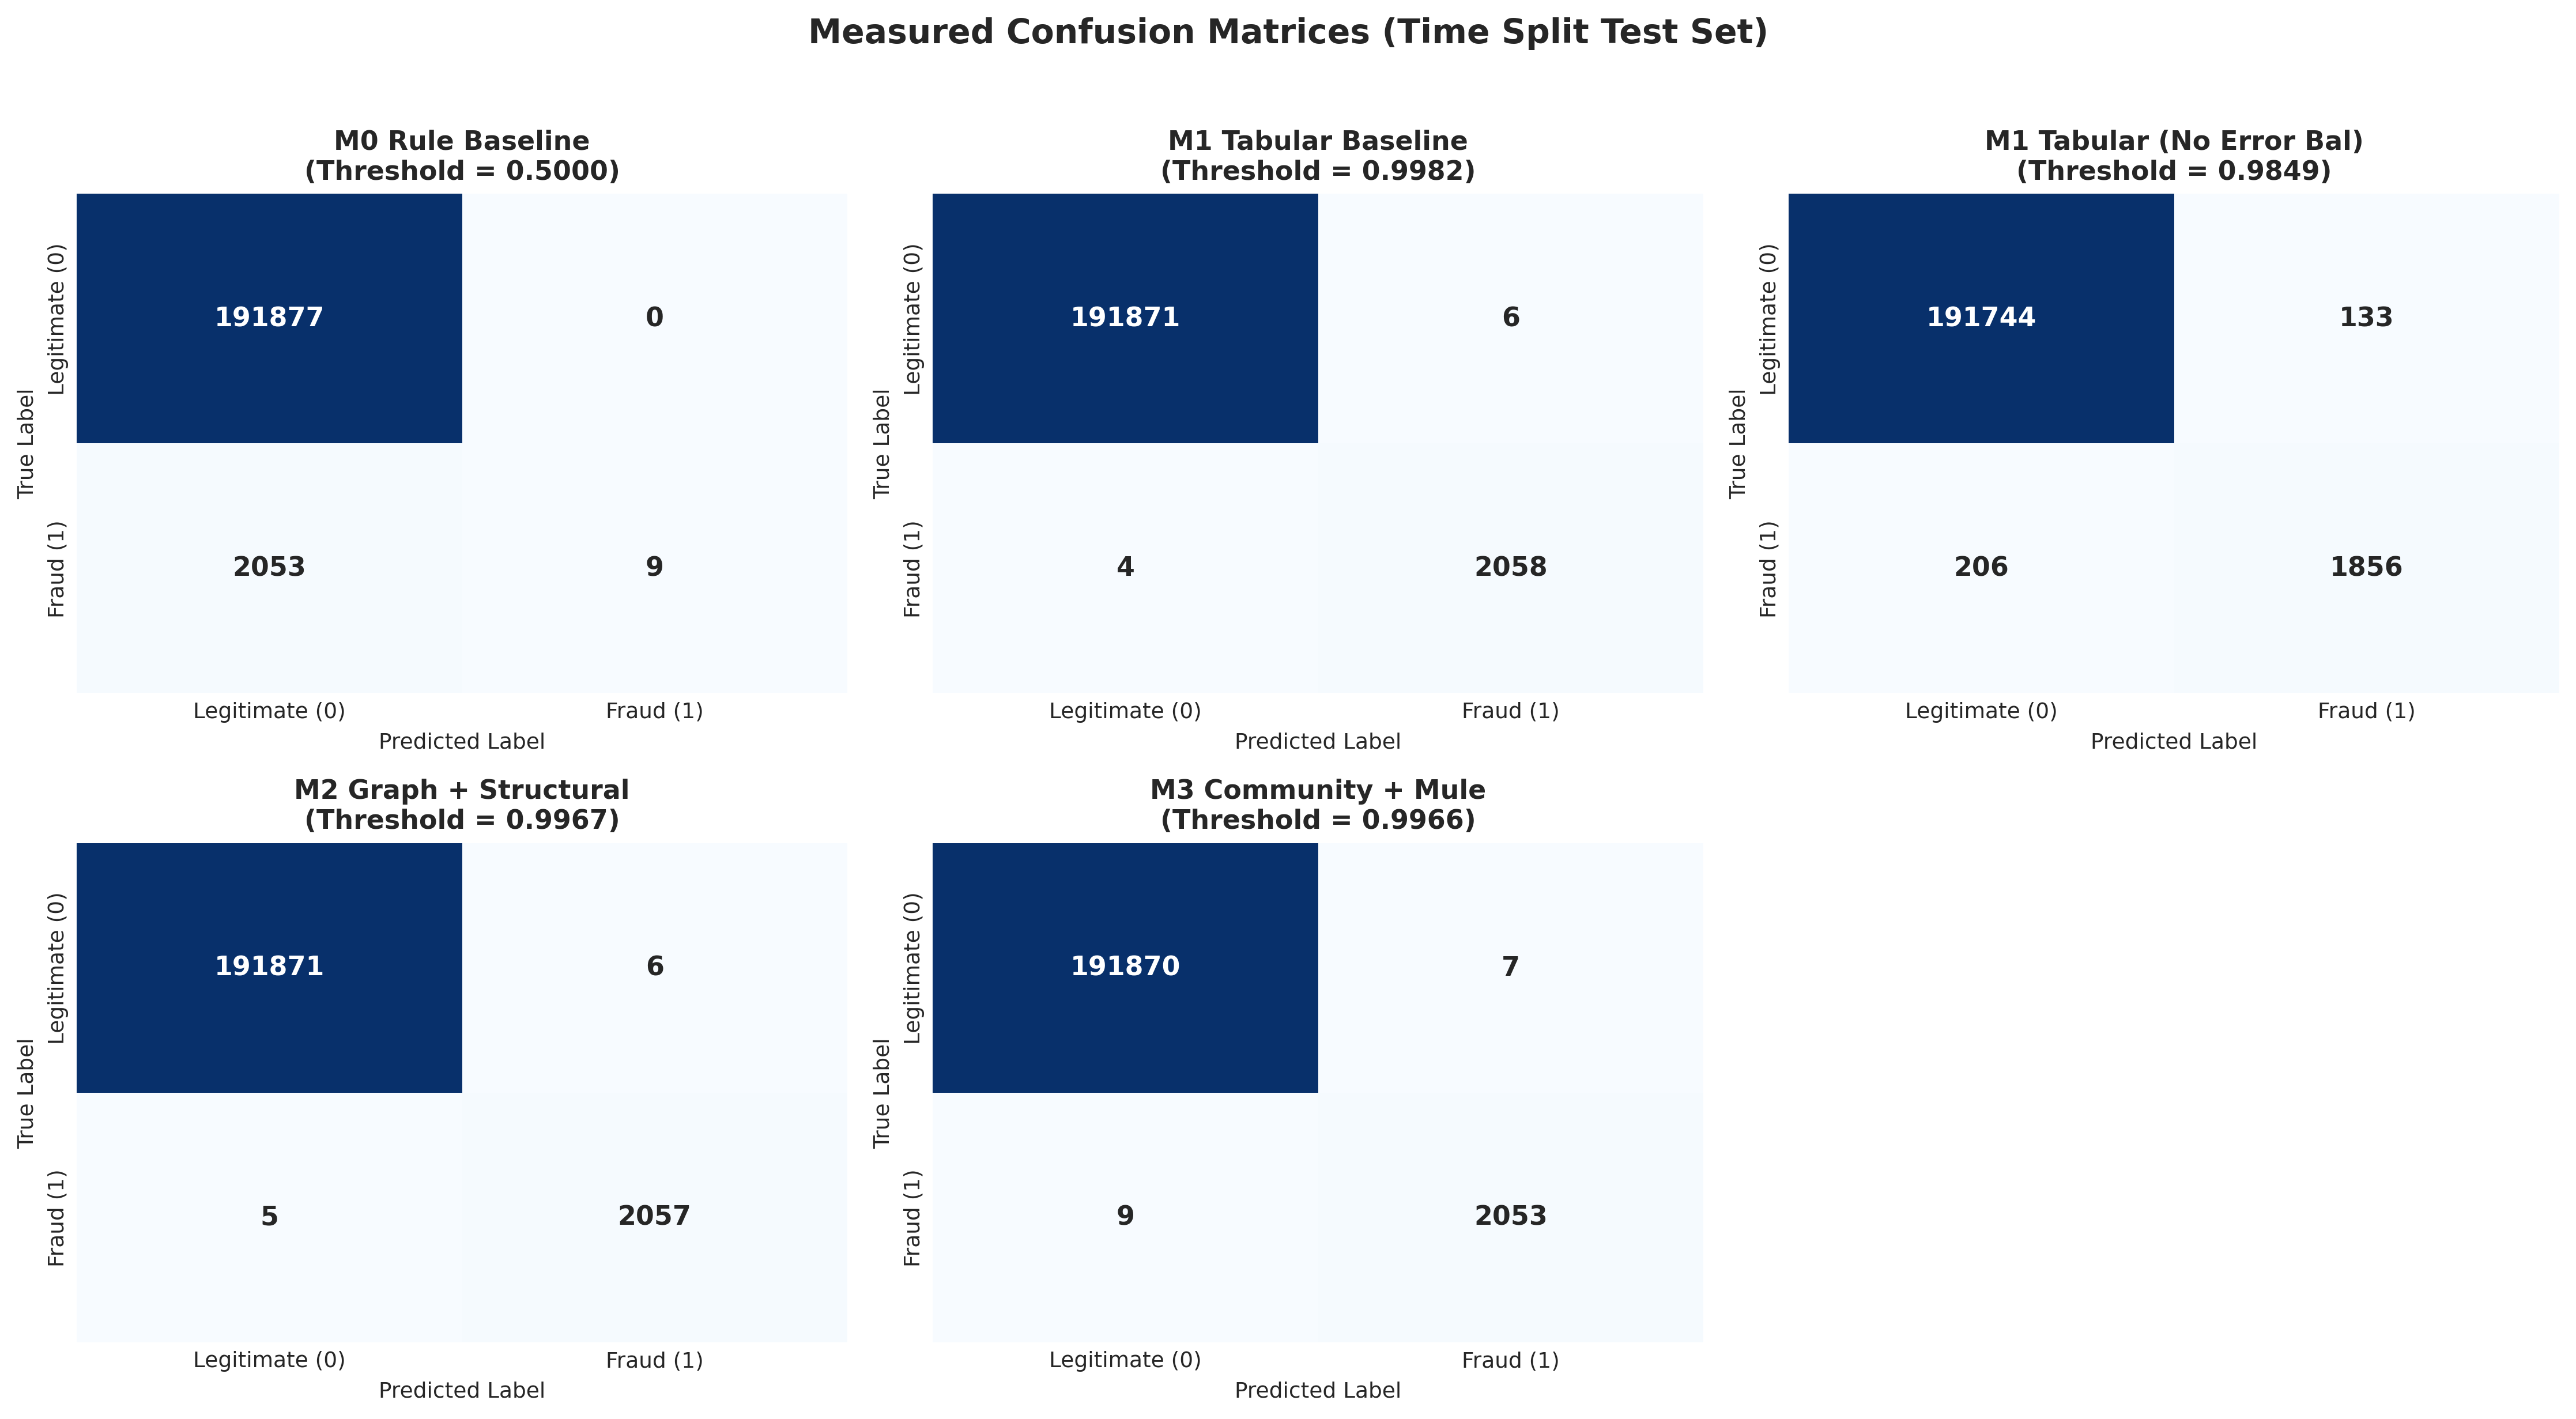 Measured Confusion Matrices (Time Split Test Set)
M0 Rule Baseline
(Threshold = 0.5000)
True Label
Legitimate (0)
Fraud (1)
191877
0
2053
9
Legitimate (0)
Fraud (1)
Predicted Label
M1 Tabular Baseline
(Threshold = 0.9982)
True Label
Legitimate (0)
Fraud (1)
191871
6
4
2058
Legitimate (0)
Fraud (1)
Predicted Label
M1 Tabular (No Error Bal)
(Threshold = 0.9849)
True Label
Legitimate (0)
Fraud (1)
191744
133
206
1856
Legitimate (0)
Fraud (1)
Predicted Label
M2 Graph + Structural
(Threshold = 0.9967)
True Label
Legitimate (0)
Fraud (1)
191871
6
5
2057
Legitimate (0)
Fraud (1)
Predicted Label
M3 Community + Mule
(Threshold = 0.9966)
True Label
Legitimate (0)
Fraud (1)
191870
7
9
2053
Legitimate (0)
Fraud (1)
Predicted Label